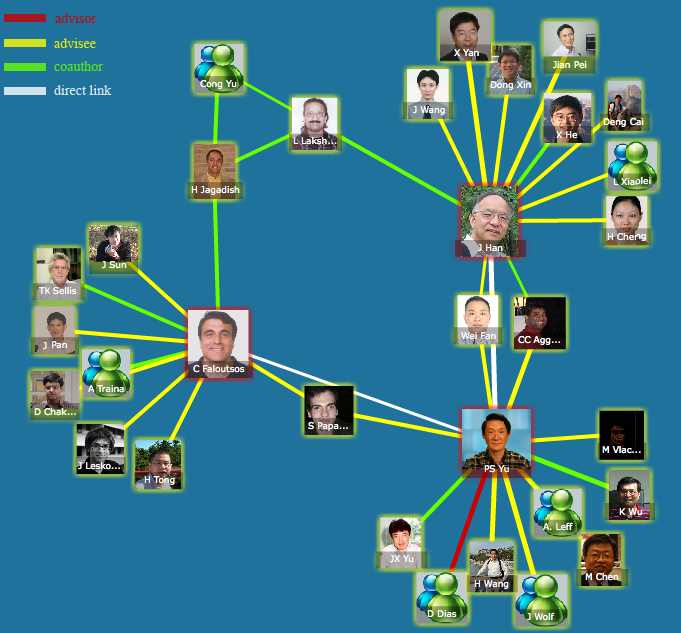 advisor
advisee
coauthor
direct link
X Yan
Dong Xin
Jian Pei
Cong Yu
J Wang
Deng Cai
L Laksh...
X He
H Jagadish
L Xiaolei
H Cheng
J Han
J Sun
TK Sellis
Wei Fan
CC Agg...
J Pan
C Faloutsos
A Traina
D Chak...
S Papa...
J Lesko...
M Vlac...
PS Yu
H Tong
K Wu
A. Leff
JX Yu
M Chen
H Wang
D Dias
J Wolf